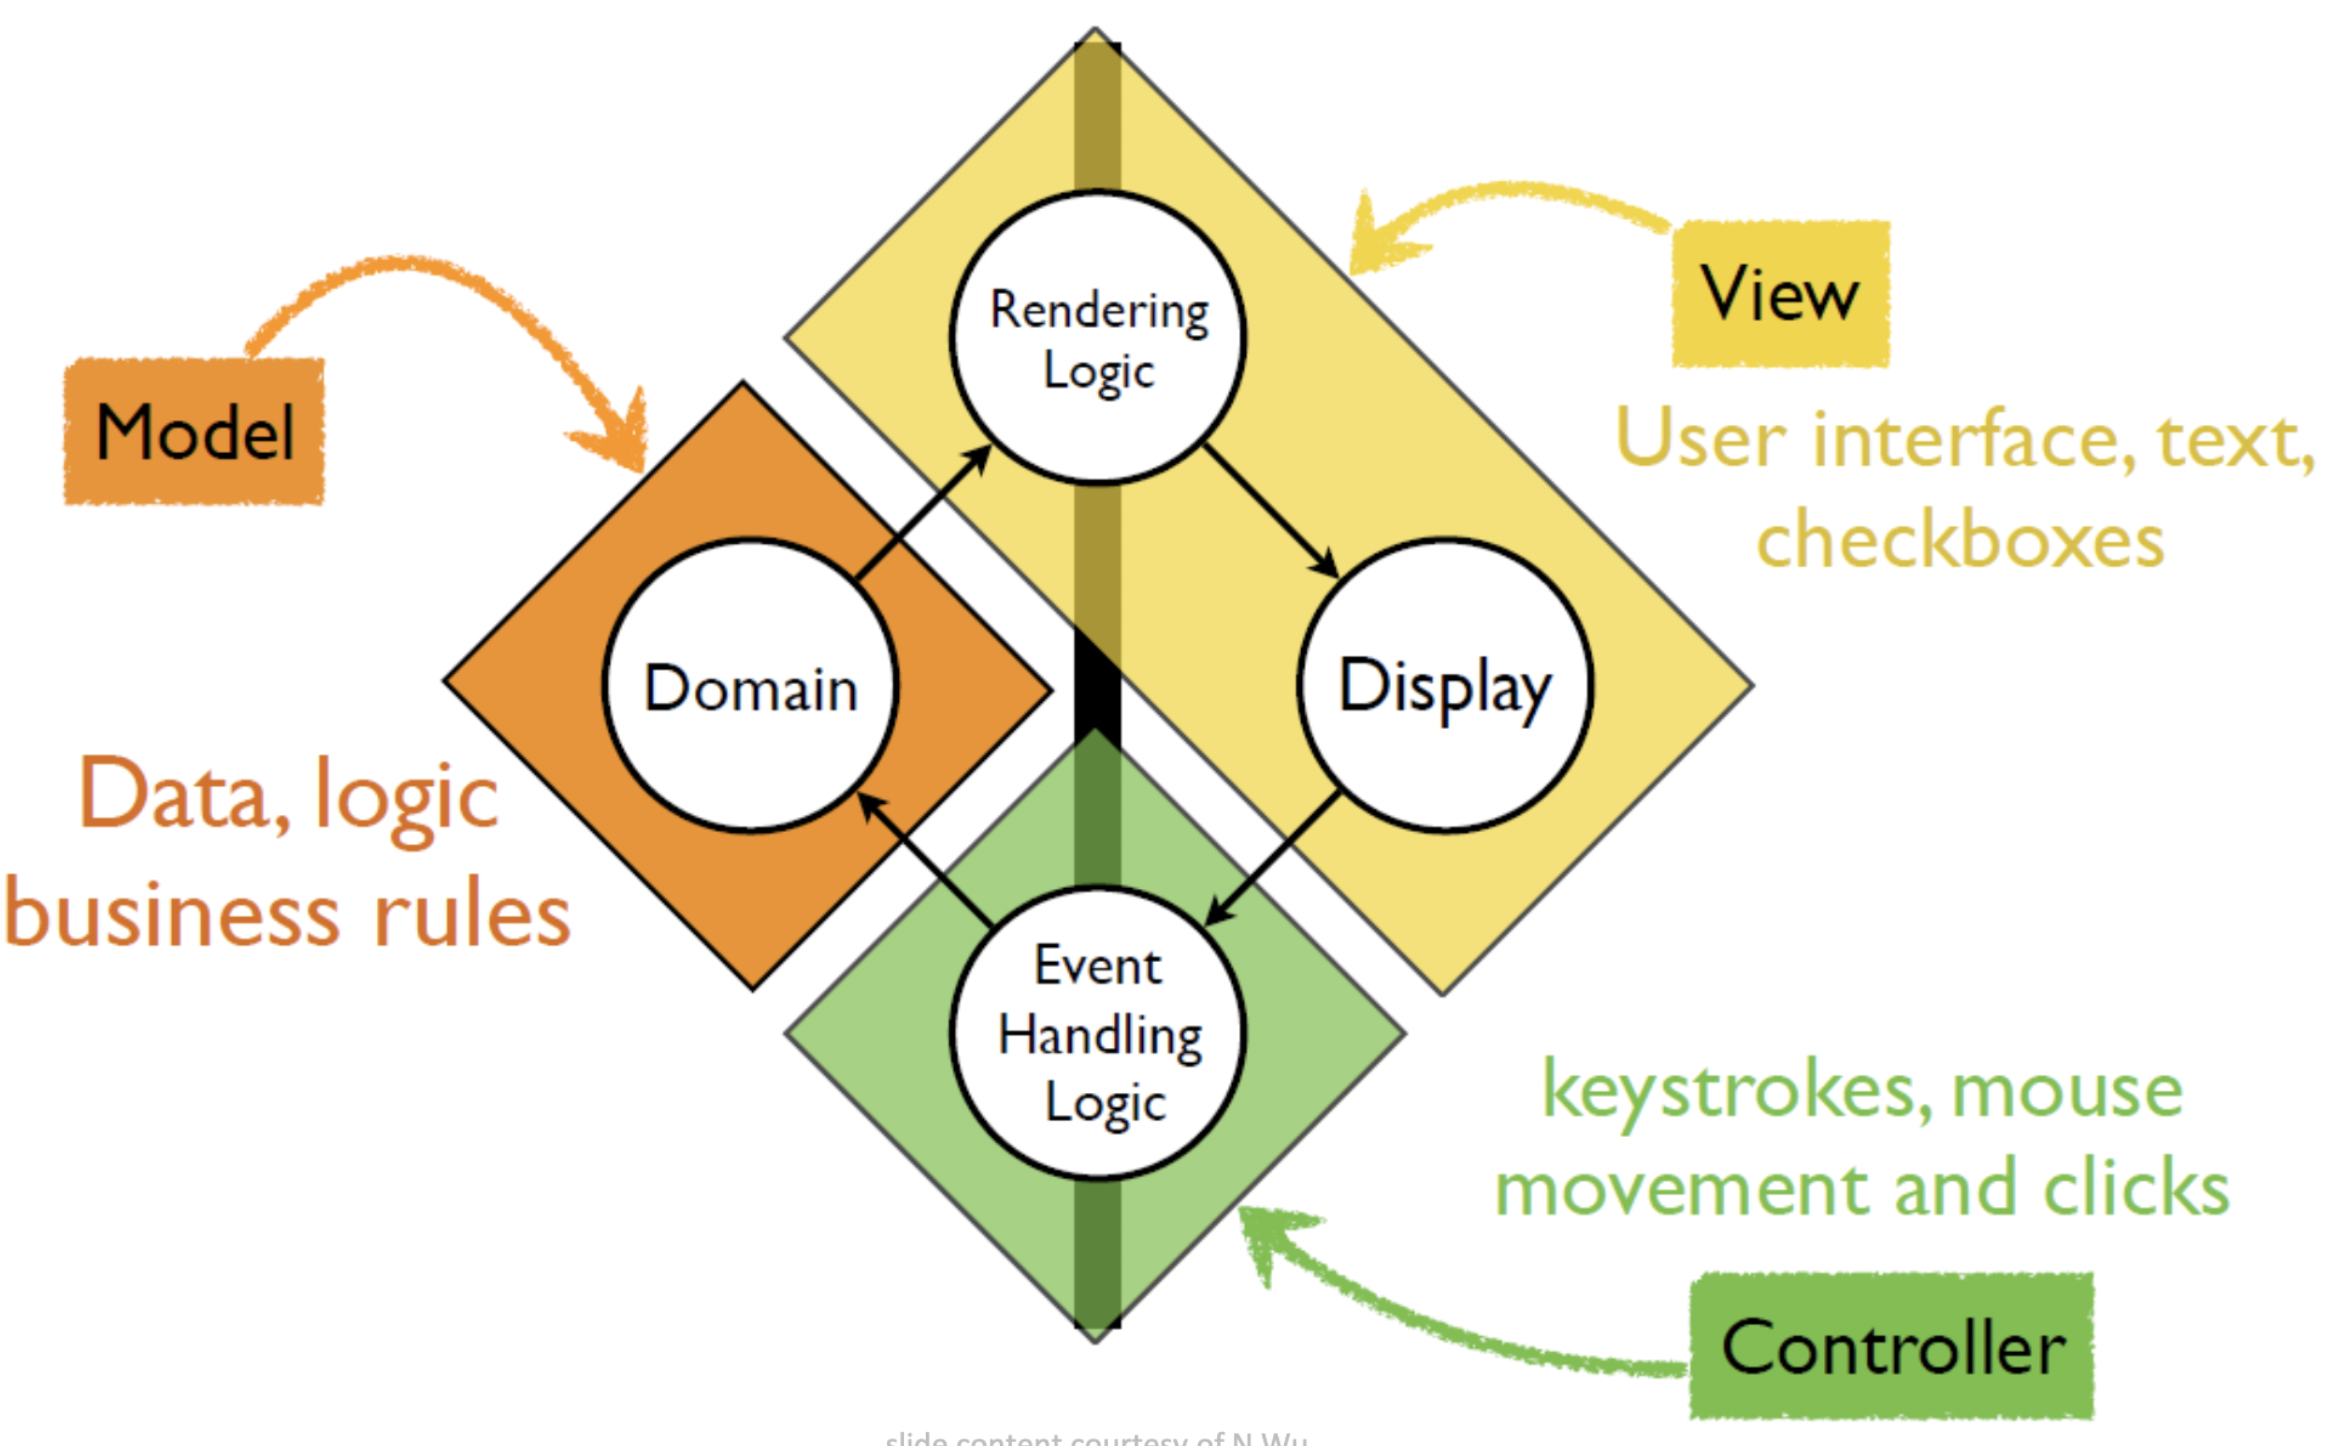 Rendering
Logic
View
User interface, text,
checkboxes
Model
Domain
Display
Data, logic
business rules
Event
Handling
Logic
keystrokes, mouse
movement and clicks
Controller
slide content courtesy of N Wu